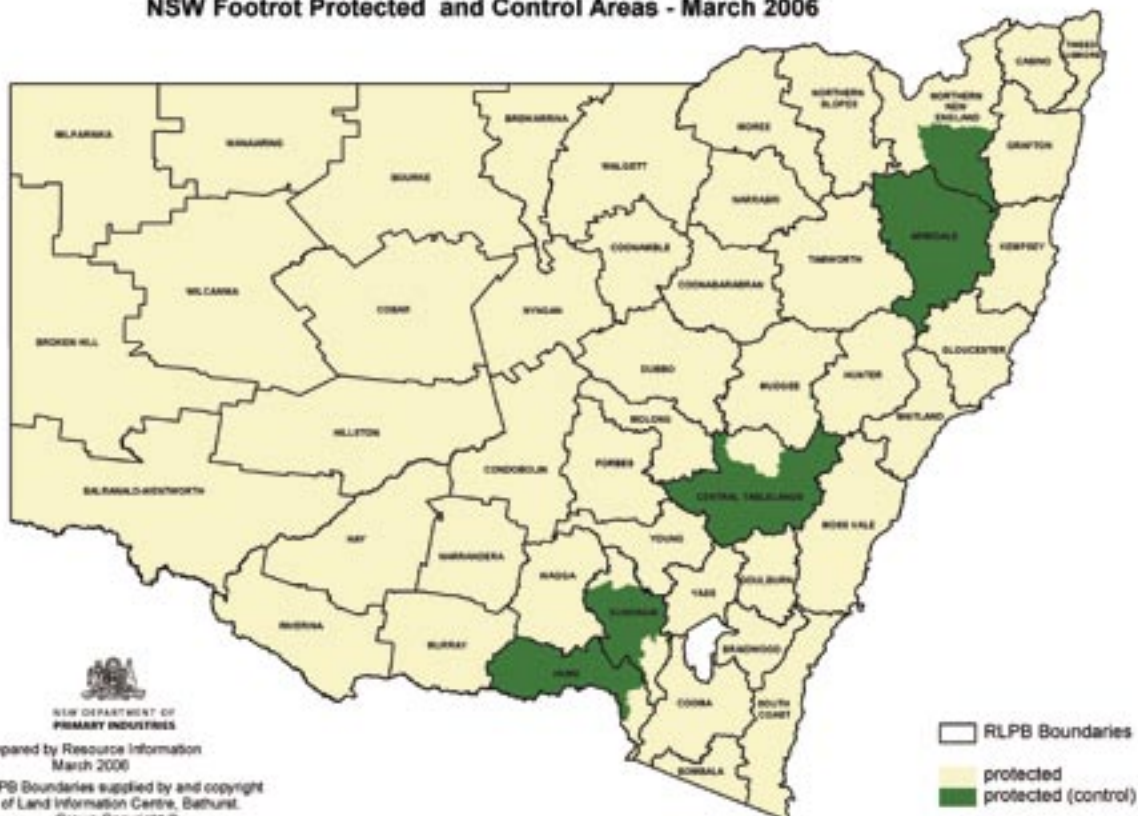 NSW Footrot Protected and Control Areas - March 2006
TWEED
LISMORE
CASINO
NORTHERN
SLOPES
NORTHERN
NEW
ENGLAND
MILPARINKA
WANAARING
BREWARRINA
MOREE
GRAFTON
WALGETT
BOURKE
NARRABRI
ARMIDALE
KEMPSEY
COONAMBLE
TAMWORTH
WILCANNIA
COONABARABRAN
COBAR
NYNGAN
BROKEN HILL
GLOUCESTER
DUBBO
HUNTER
MUDGEE
MAITLAND
MOLONG
HILLSTON
FORBES
CONDOBOLIN
BALRANALD-WENTWORTH
CENTRAL TABLELANDS
MOSS VALE
HAY
YOUNG
NARRANDERA
WAGGA
GOULBURN
YASS
GUNDAGAI
RIVERINA
MURRAY
BRAIDWOOD
HUME
COOMA
SOUTH
COAST
BOMBALA
NSW DEPARTMENT OF
PRIMARY INDUSTRIES
pared by Resource Information
March 2006
PB Boundaries supplied by and copyright
of Land Information Centre, Bathurst.
RLPB Boundaries
protected
protected (control)